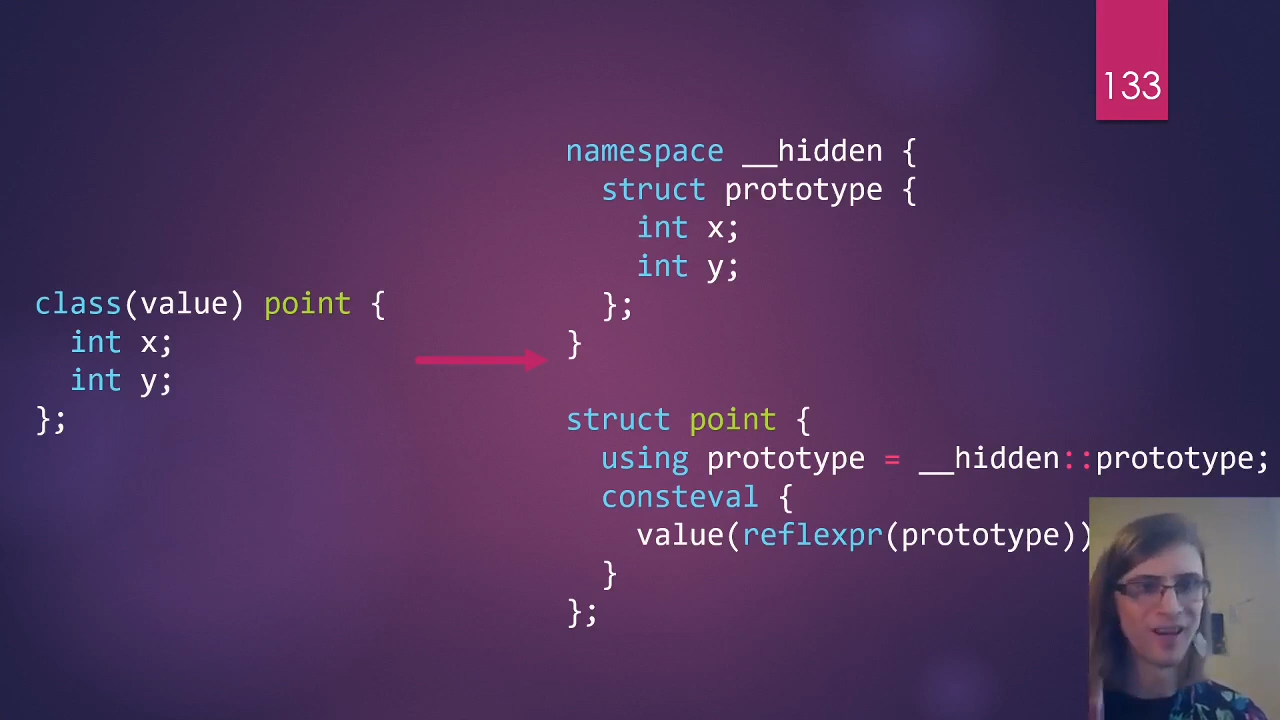 133
class(value) point {
  int x;
  int y;
};
namespace __hidden {
  struct prototype {
    int x;
    int y;
  };
}
struct point {
  using prototype = __hidden::prototype;
  consteval {
    value(reflexpr(prototype))
  }
};